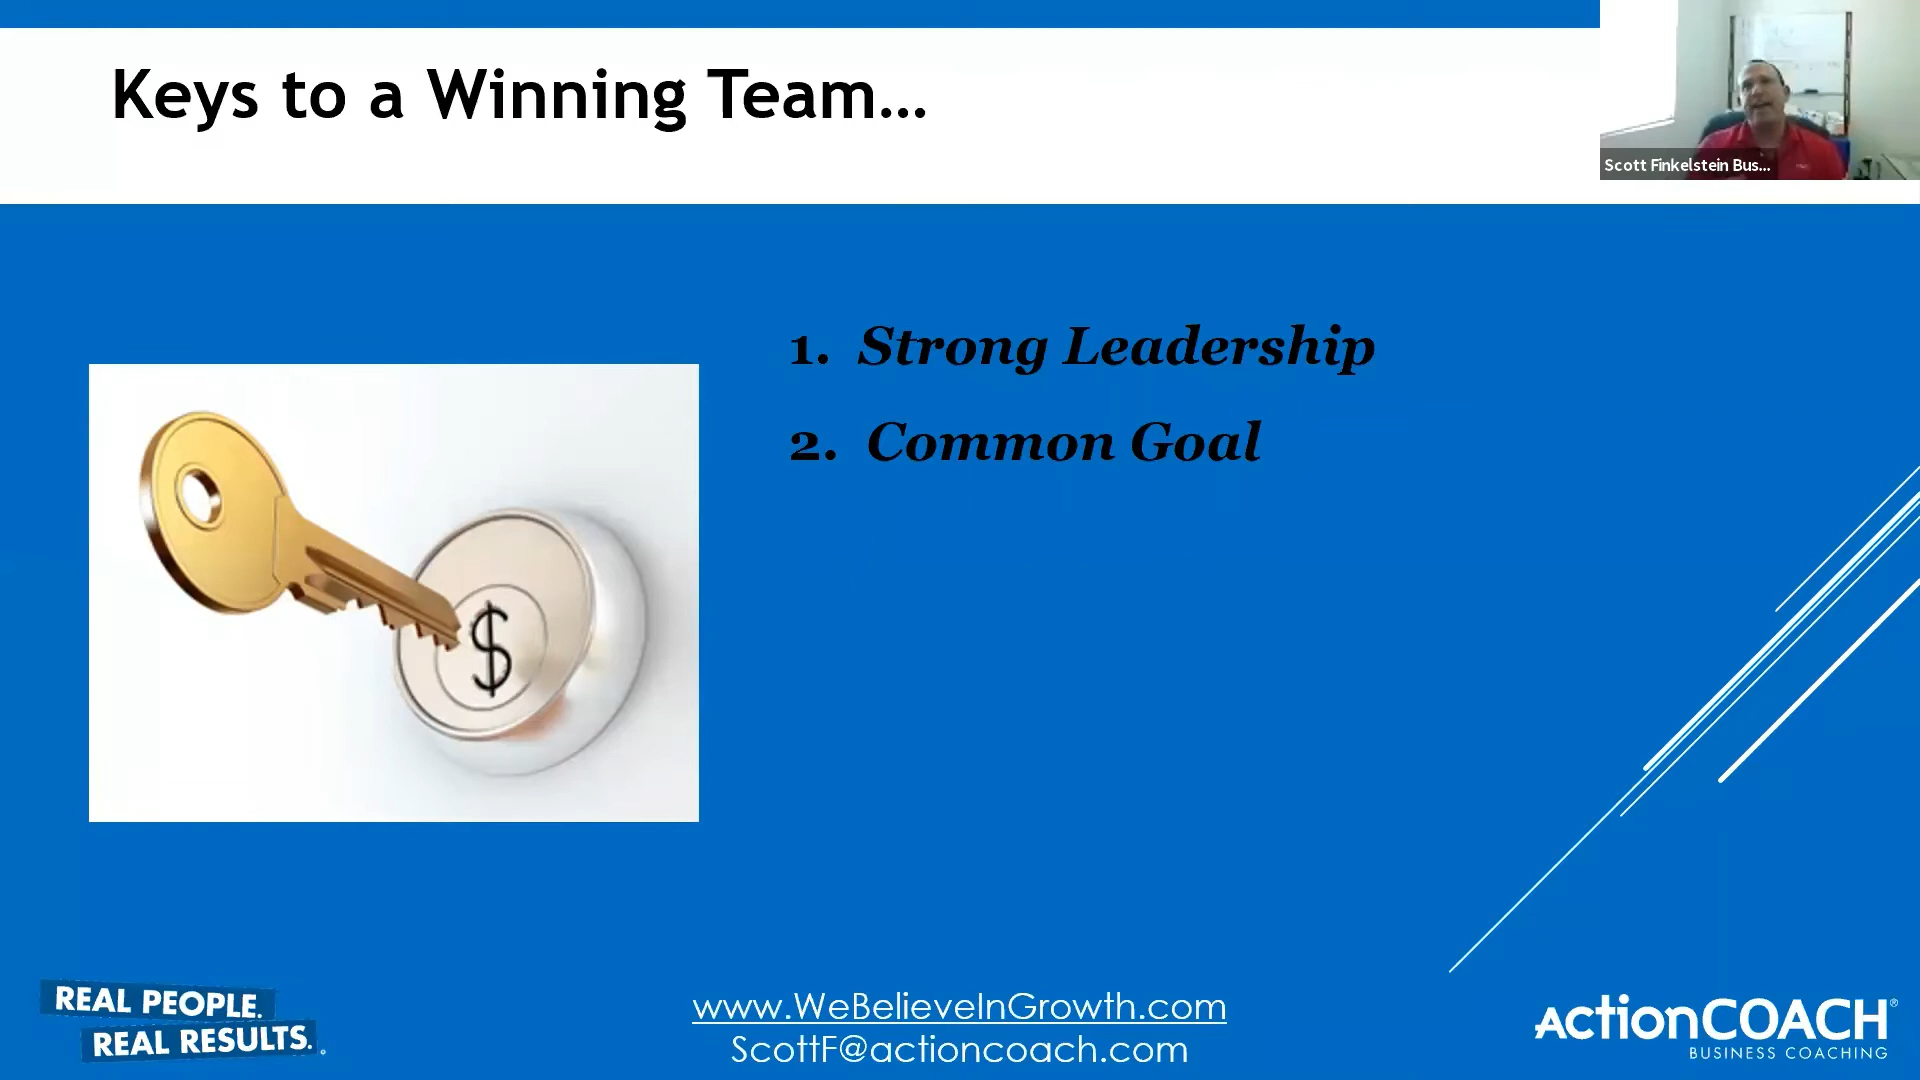 Keys to a Winning Team...
Scott Finkelstein Bus...
1. Strong Leadership
2. Common Goal
$
REAL PEOPLE.
REAL RESULTS.
www.WeBelieveInGrowth.com
ScottF@actioncoach.com
ActionCOACH®
BUSINESS COACHING